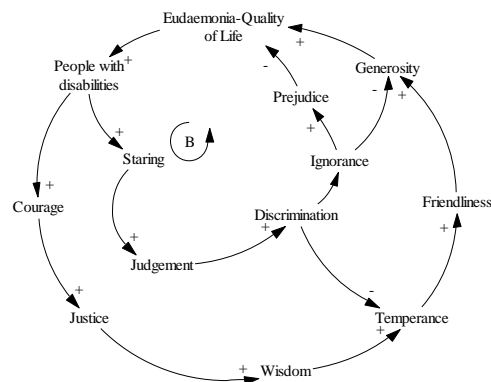 Eudaemonia-Quality
of Life
+
+
People with
disabilities
-
Generosity
-
+
Prejudice
+
+
Staring
B
Ignorance
+
Courage
Discrimination
Friendliness
+
+
+
Judgement
-
+
Justice
Temperance
+
+
Wisdom